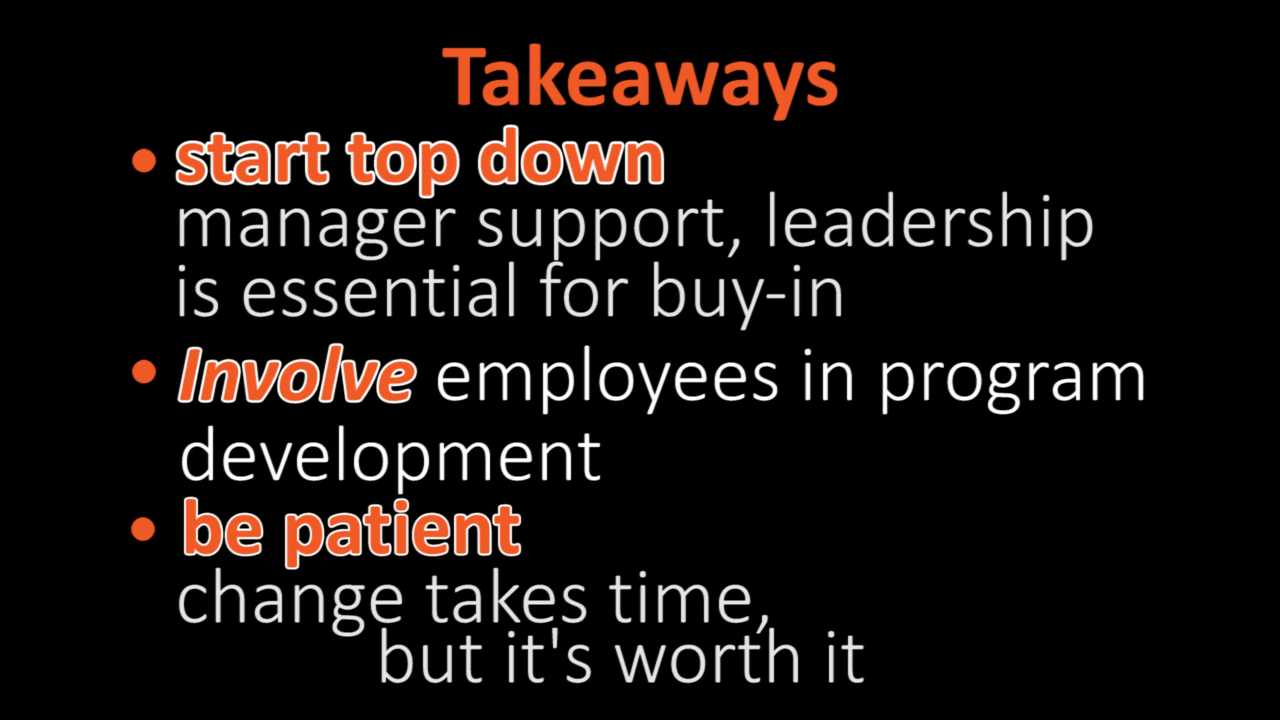 Takeaways
• start top down
manager support, leadership
is essential for buy-in
• Involve employees in program
development
• be patient
change takes time,
but it's worth it